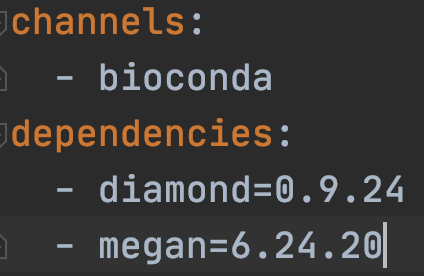 channels:
  - bioconda
dependencies:
  - diamond=0.9.24
  - megan=6.24.20